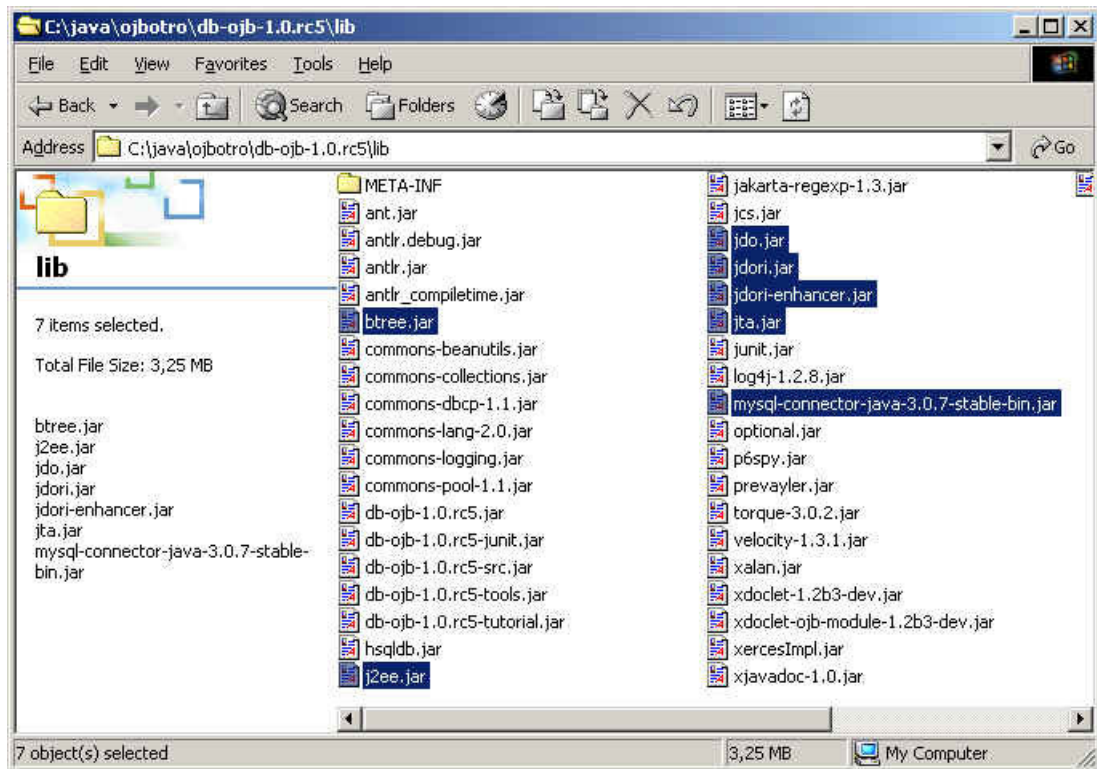 C:\java\ojbotro\db-ojb-1.0.rc5\lib
File Edit View Favorites Tools Help
Back Search Folders
Address C:\java\ojbotro\db-ojb-1.0.rc5\lib Go
lib
7 items selected.
Total File Size: 3,25 MB
btree.jar
j2ee.jar
jdo.jar
jdori.jar
jdori-enhancer.jar
jta.jar
mysql-connector-java-3.0.7-stable-
bin.jar
META-INF
ant.jar
antlr.debug.jar
antlr.jar
antlr_compiletime.jar
btree.jar
commons-beanutils.jar
commons-collections.jar
commons-dbcp-1.1.jar
commons-lang-2.0.jar
commons-logging.jar
commons-pool-1.1.jar
db-ojb-1.0.rc5.jar
db-ojb-1.0.rc5-junit.jar
db-ojb-1.0.rc5-src.jar
db-ojb-1.0.rc5-tools.jar
db-ojb-1.0.rc5-tutorial.jar
hsqldb.jar
j2ee.jar
jakarta-regexp-1.3.jar
jcs.jar
jdo.jar
jdori.jar
jdori-enhancer.jar
jta.jar
junit.jar
log4j-1.2.8.jar
mysql-connector-java-3.0.7-stable-bin.jar
optional.jar
p6spy.jar
prevayler.jar
torque-3.0.2.jar
velocity-1.3.1.jar
xalan.jar
xdoclet-1.2b3-dev.jar
xdoclet-ojb-module-1.2b3-dev.jar
xercesImpl.jar
xjavadoc-1.0.jar
7 object(s) selected 3,25 MB My Computer